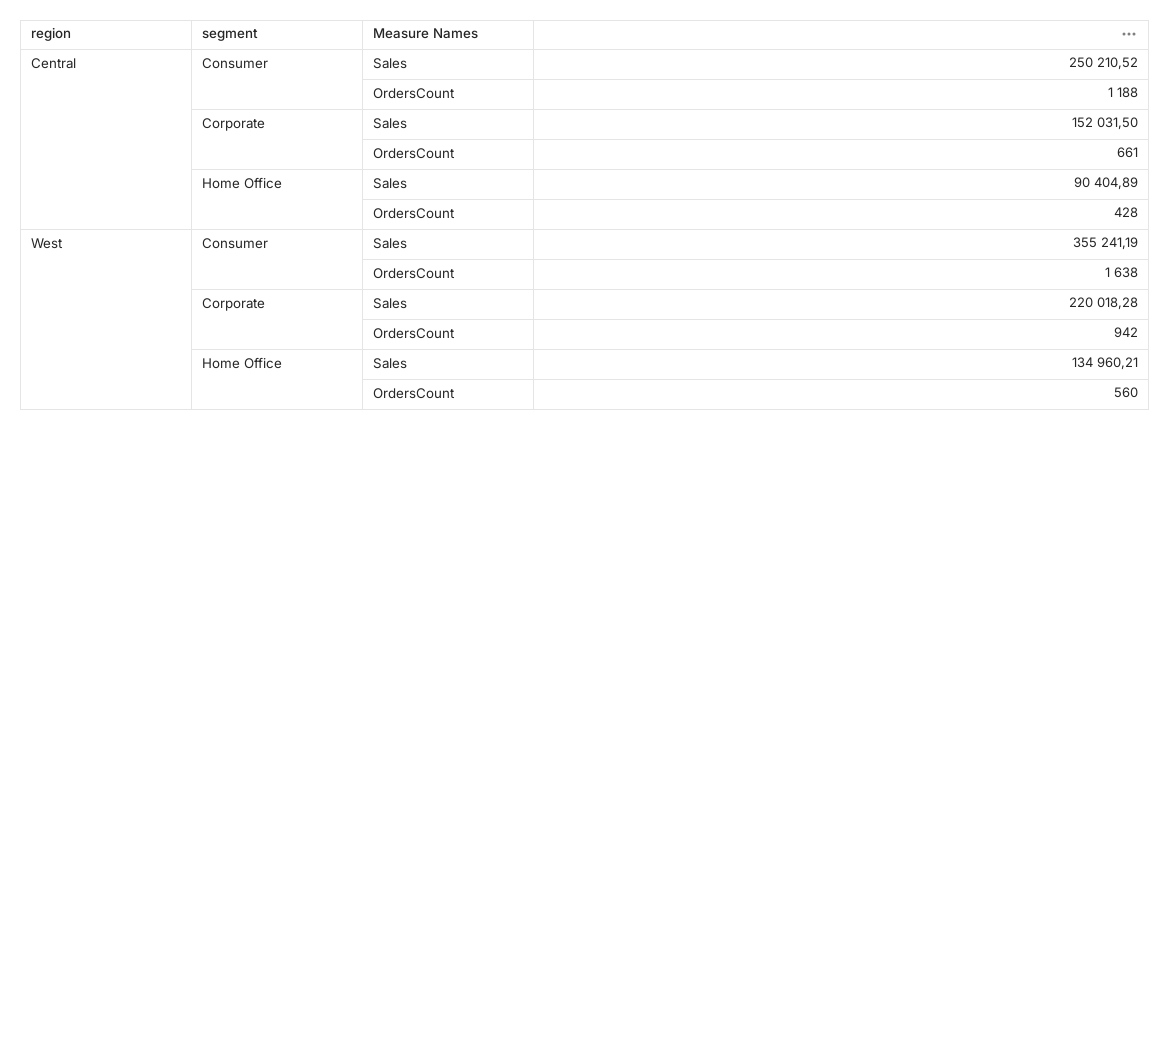 region segment Measure Names
Central Consumer Sales 250 210,52
OrdersCount 1 188
Corporate Sales 152 031,50
OrdersCount 661
Home Office Sales 90 404,89
OrdersCount 428
West Consumer Sales 355 241,19
OrdersCount 1 638
Corporate Sales 220 018,28
OrdersCount 942
Home Office Sales 134 960,21
OrdersCount 560